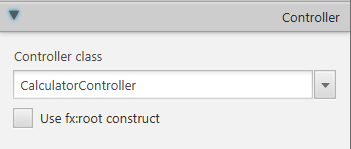 Controller
Controller class
CalculatorController
Use fx:root construct